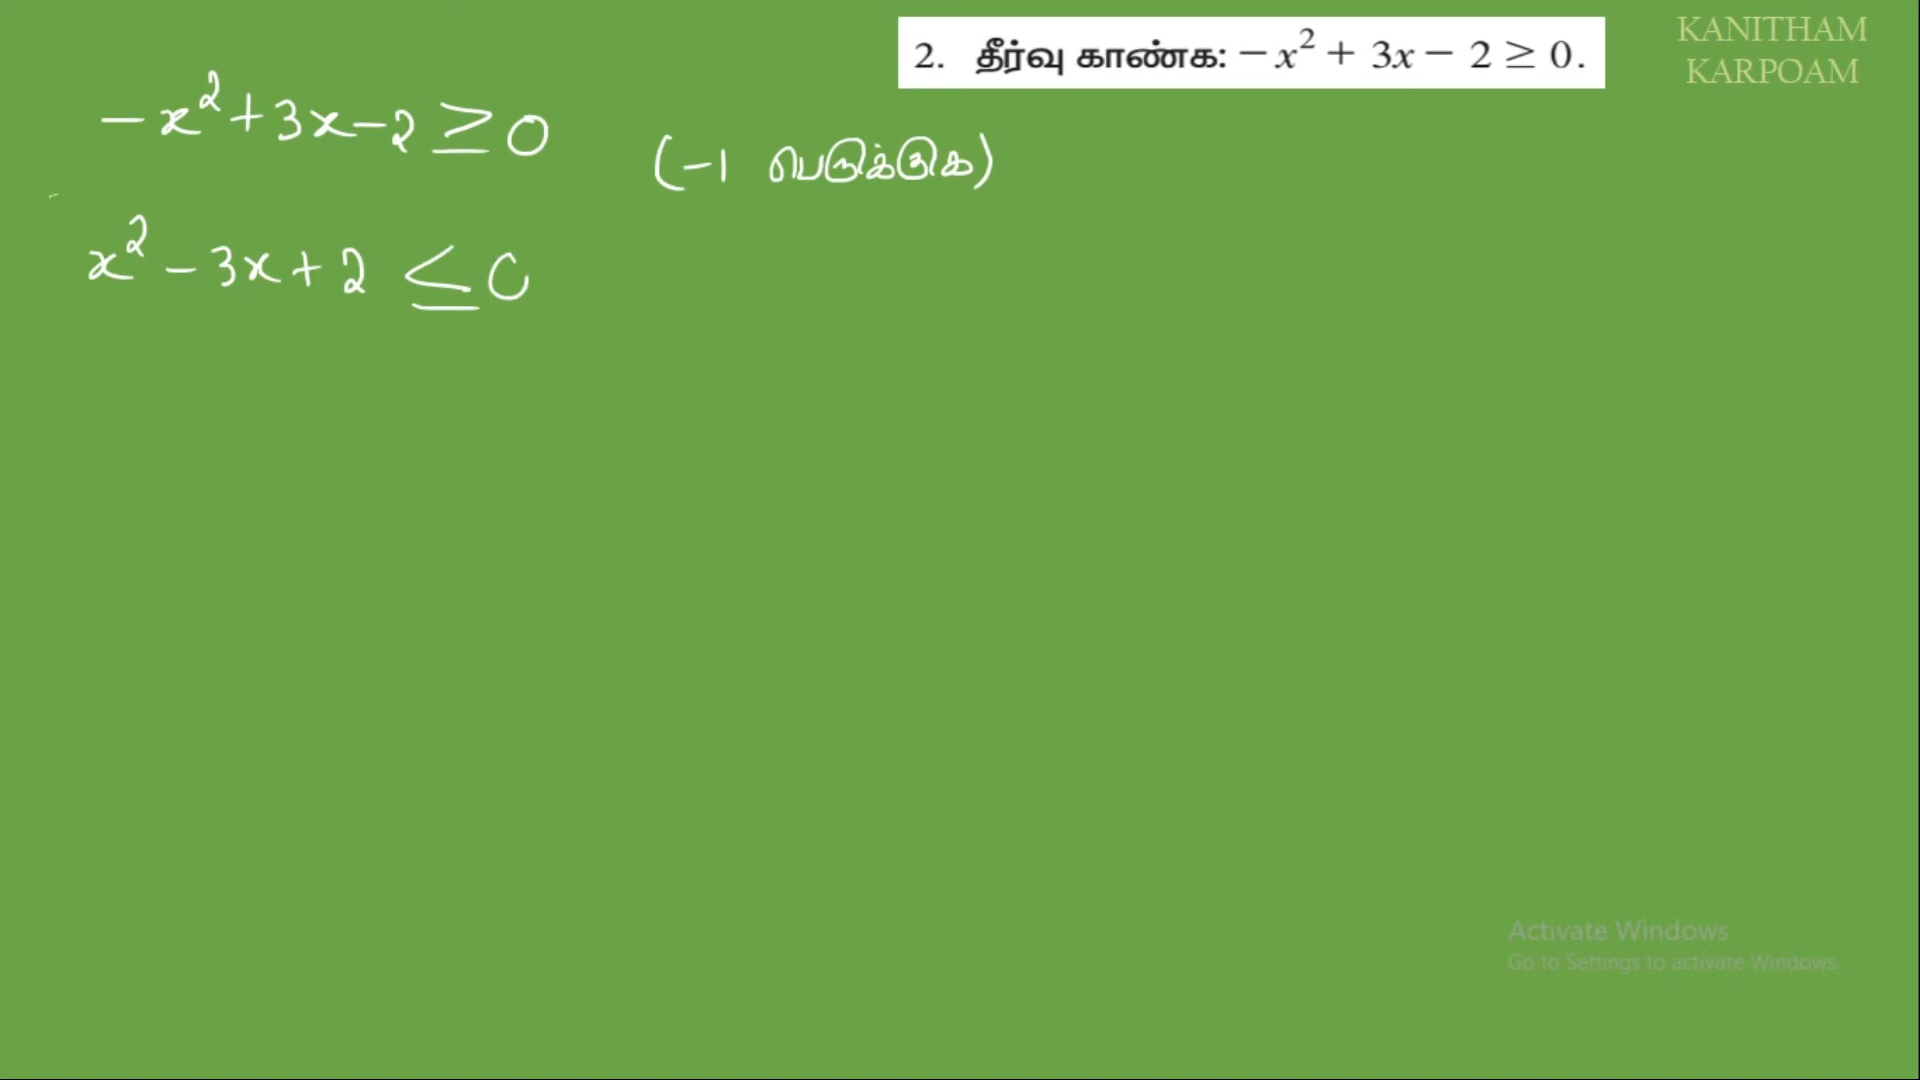 2. தீர்வு காண்க: −x² + 3x − 2 ≥ 0.
KANITHAM
KARPOAM
−x²+3x−2 ≥ 0
(−1 பெருக்குக)
x² − 3x + 2 ≤ 0
Activate Windows
Go to Settings to activate Windows.